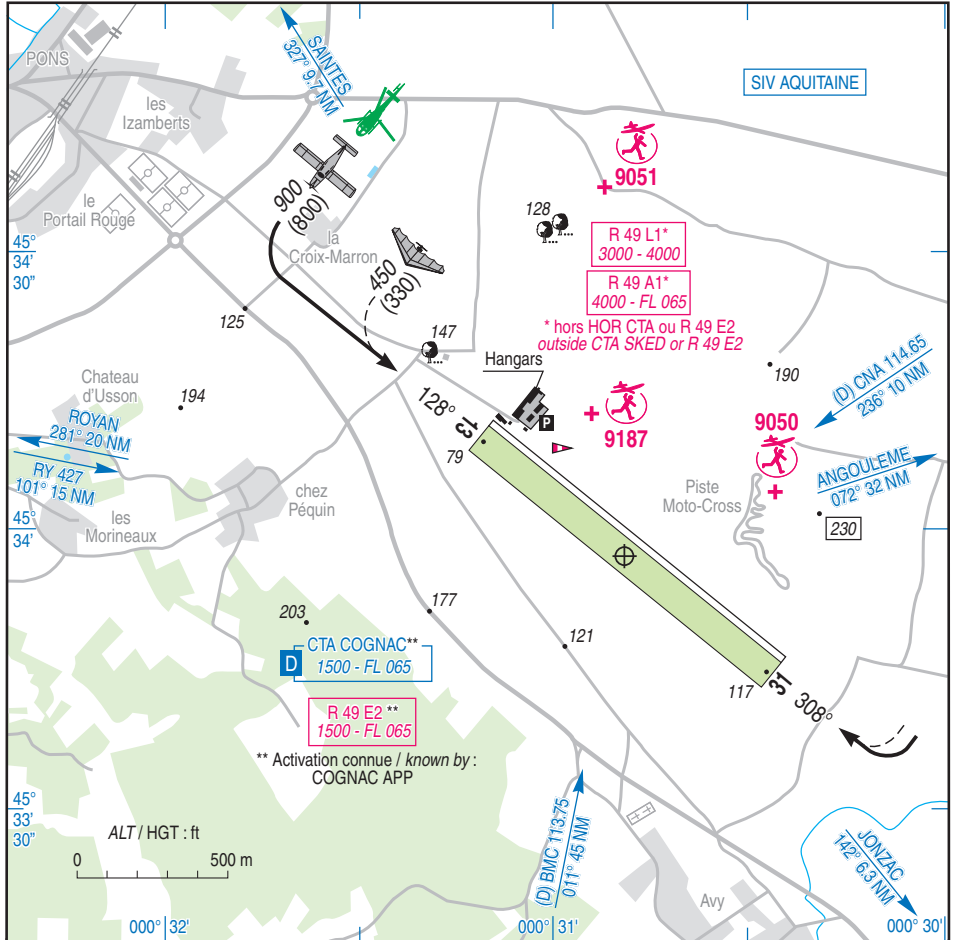 PONS
les
Izamberts
SAINTES
327° 9.7 NM
SIV AQUITAINE
9051
le
Portail Rouge
900
(800)
la
Croix-Marron
450
(330)
128
R 49 L1*
3000 - 4000
R 49 A1*
4000 - FL 065
* hors HOR CTA ou R 49 E2
outside CTA SKED or R 49 E2
45°
34'
30"
125
147
Hangars
190
(D) CNA 114.65
236° 10 NM
Chateau
d'Usson
194
128°
13
P
9187
9050
ROYAN
281° 20 NM
RY 427
101° 15 NM
79
ANGOULEME
072° 32 NM
chez
Péquin
Piste
Moto-Cross
les
Morineaux
45°
34'
230
203
177
121
CTA COGNAC**
D
1500 - FL 065
117
31
308°
R 49 E2 **
1500 - FL 065
** Activation connue / known by :
COGNAC APP
45°
33'
30"
ALT / HGT : ft
0
500 m
(D) BMC 113.75
011° 45 NM
JONZAC
142° 6.3 NM
Avy
000° 32'
000° 31'
000° 30'